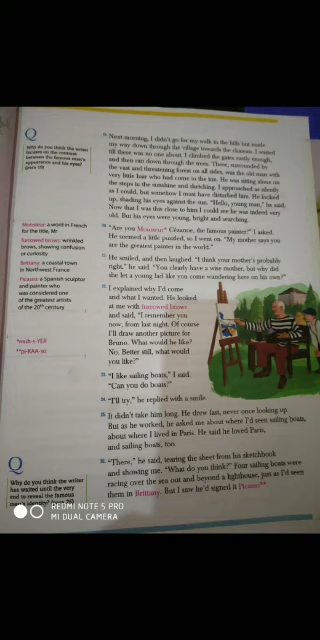 Q
Why do you think the writer
focuses on the contrast
between the famous man's
appearance and his eyes?
Next morning, I didn't go for my walk in the hills but made
my way down through the village towards the chateau. I waited
till there was no one about. I climbed the gates easily enough,
and then ran down through the trees. There, surrounded by
the vast and threatening forest on all sides, was the old man with
very little hair who had come to the inn. He was sitting alone on
the steps in the sunshine and sketching. I approached as silently
as I could, but somehow I must have disturbed him. He looked
up, shading his eyes against the sun. "Hello, young man," he said.
Now that I was this close to him I could see he was indeed very
old. But his eyes were young, bright and searching.
"Are you Monsieur* Cézanne, the famous painter?" I asked.
He seemed a little puzzled, so I went on. "My mother says you
are the greatest painter in the world."
He smiled, and then laughed. "I think your mother's probably
right," he said. "You clearly have a wise mother, but why did
she let a young lad like you come wandering here on his own?"
I explained why I'd come
and what I wanted. He looked
at me with furrowed brows
and said, "I remember you
now, from last night. Of course
I'll draw another picture for
Bruno. What would he like?
No. Better still, what would
you like?"
"I like sailing boats," I said.
"Can you do boats?"
"I'll try," he replied with a smile.
It didn't take him long. He drew fast, never once looking up.
But as he worked, he asked me about where I'd seen sailing boats,
about where I lived in Paris. He said he loved Paris,
and sailing boats, too.
"There," he said, tearing the sheet from his sketchbook
and showing me. "What do you think?" Four sailing boats were
racing over the sea out and beyond a lighthouse, just as I'd seen
them in Brittany. But I saw he'd signed it Picasso**.
Monsieur: a word in French
for the title, Mr
furrowed brows: wrinkled
brows, showing confusion
or curiosity
Brittany: a coastal town
in Northwest France
Picasso: a Spanish sculptor
and painter who
was considered one
of the greatest artists
of the 20th century
*muh-s-YER
**pi-KAA-so
Q
Why do you think the writer
has waited until the very
end to reveal the famous
man's identity?
REDMI NOTE 5 PRO
MI DUAL CAMERA